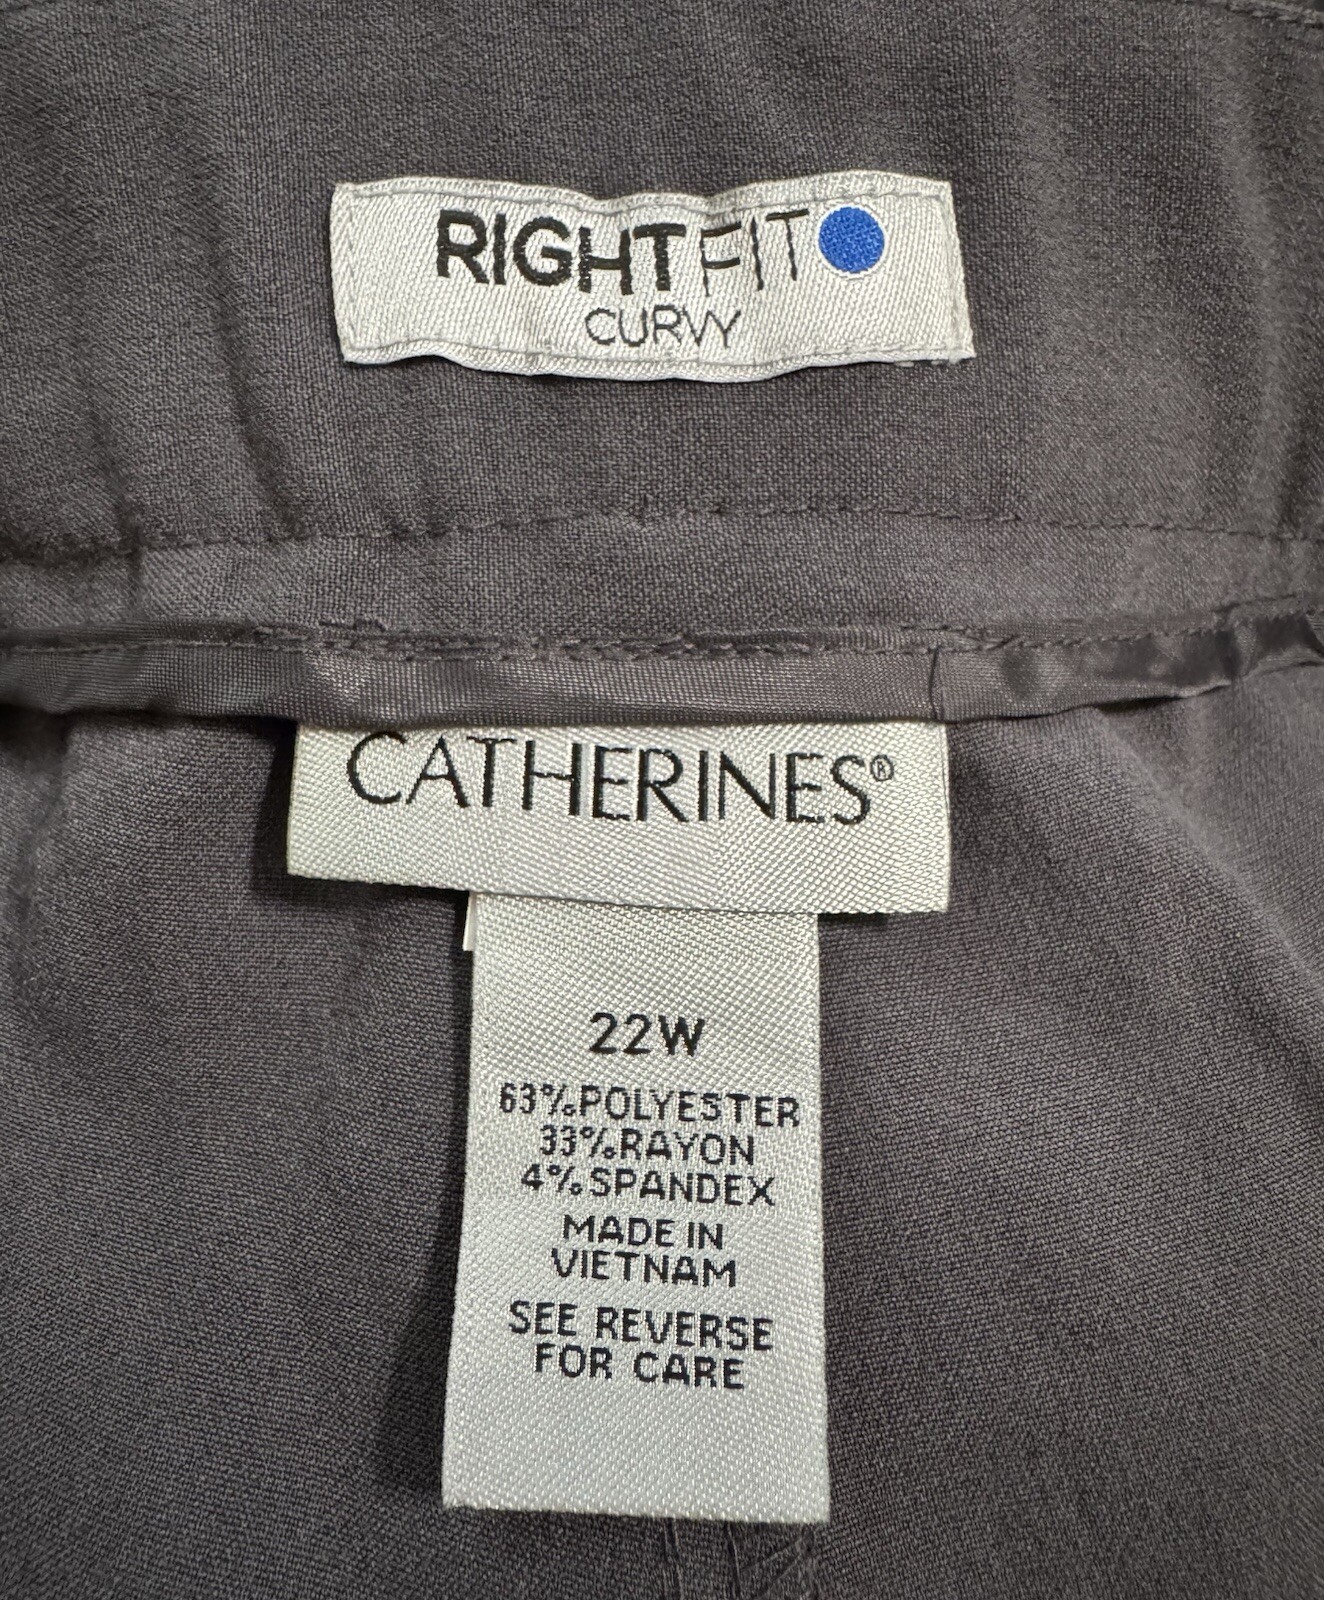 RIGHTFIT
CURVY
CATHERINES®
22W
63%POLYESTER
33%RAYON
4%SPANDEX
MADE IN
VIETNAM
SEE REVERSE
FOR CARE